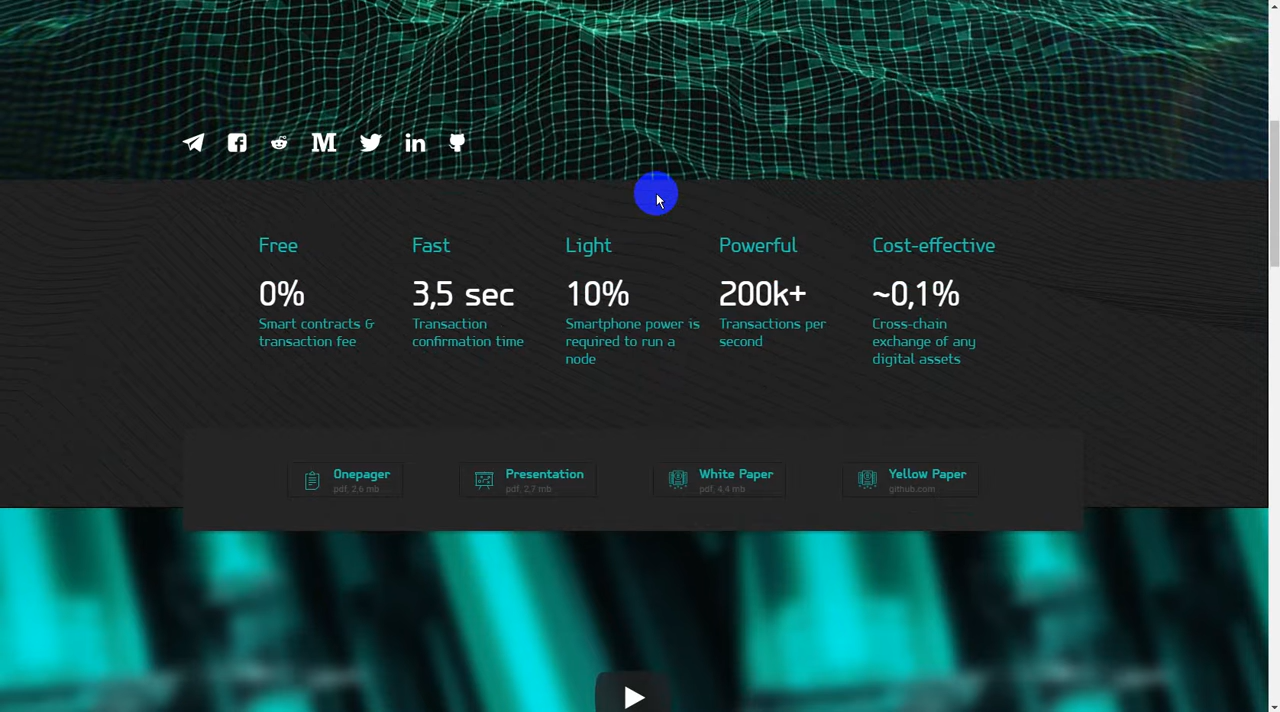 Free
Fast
Light
Powerful
Cost-effective
0%
3,5 sec
10%
200k+
~0,1%
Smart contracts &
transaction fee
Transaction
confirmation time
Smartphone power is
required to run a
node
Transactions per
second
Cross-chain
exchange of any
digital assets
Onepager
pdf, 2,6 mb
Presentation
pdf, 2,7 mb
White Paper
pdf, 4,4 mb
Yellow Paper
github.com